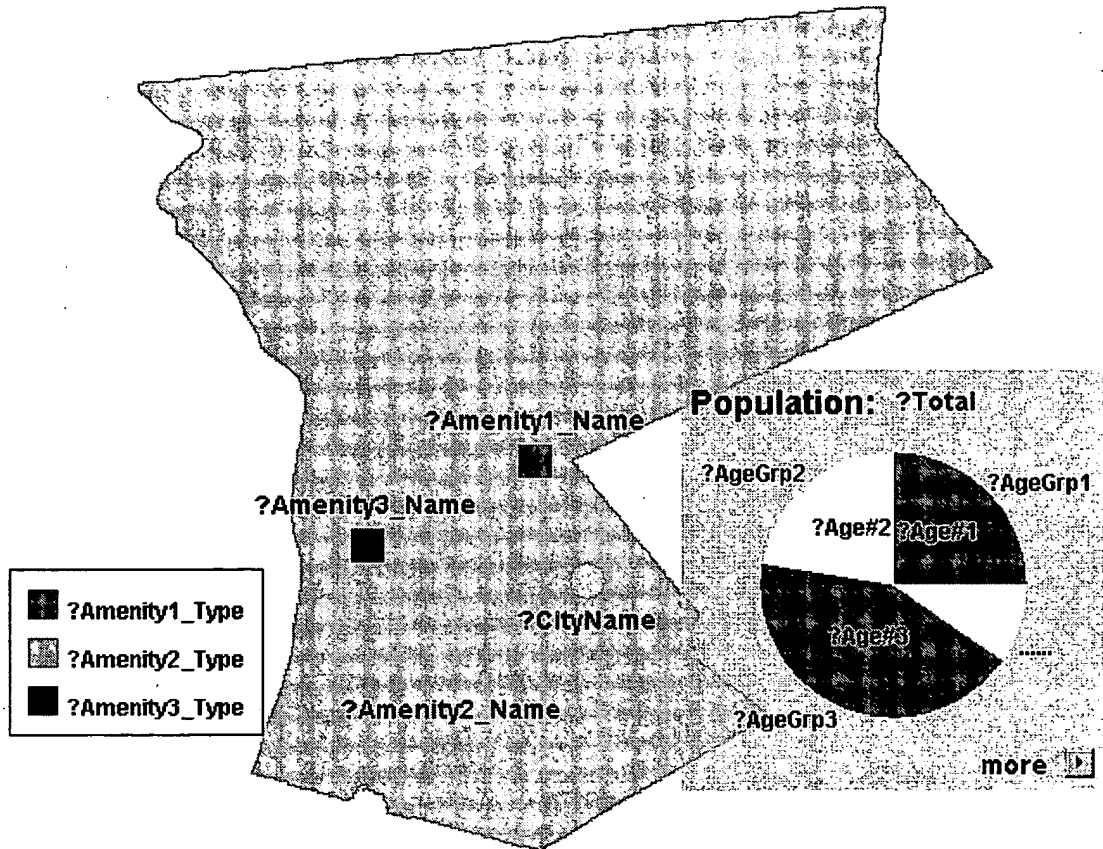 ?Amenity1_Name
?Amenity3_Name
?CityName
?Amenity2_Name
?Amenity1_Type
?Amenity2_Type
?Amenity3_Type
Population: ?Total
?AgeGrp2
?AgeGrp1
?Age#2
?Age#1
?Age#3
......
?AgeGrp3
more